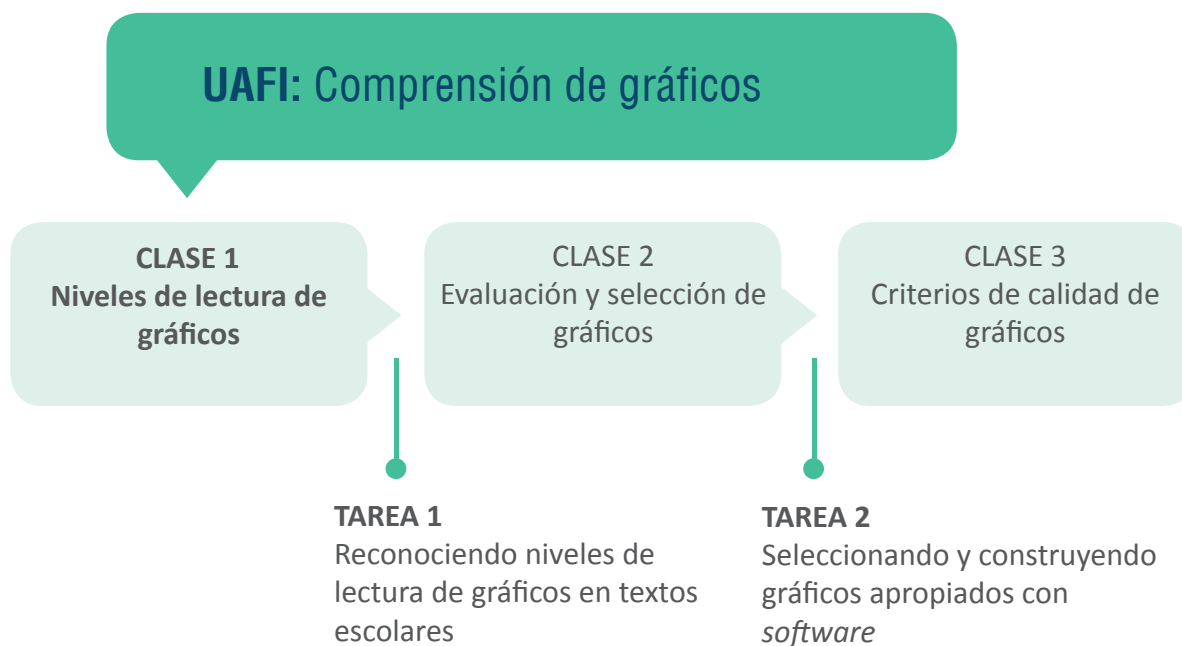 UAFI: Comprensión de gráficos
CLASE 1
Niveles de lectura de
gráficos
CLASE 2
Evaluación y selección de
gráficos
CLASE 3
Criterios de calidad de
gráficos
TAREA 1
Reconociendo niveles de
lectura de gráficos en textos
escolares
TAREA 2
Seleccionando y construyendo
gráficos apropiados con
software